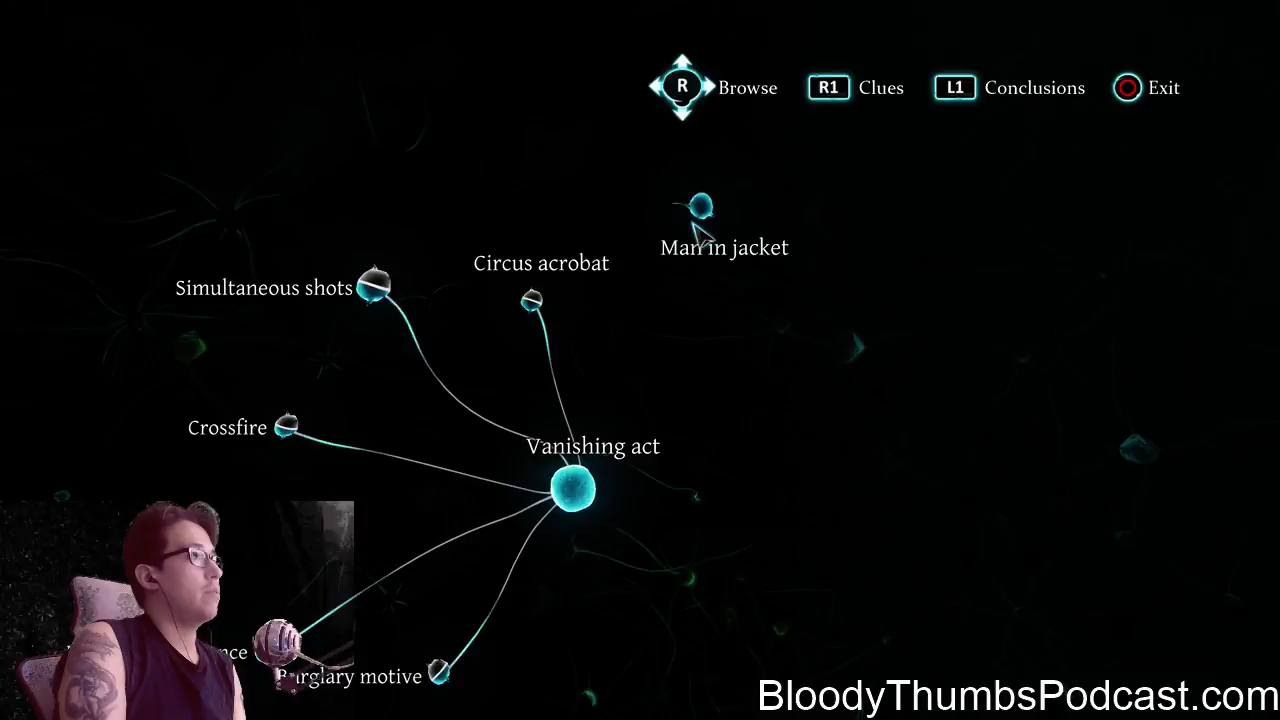 R Browse R1 Clues L1 Conclusions Exit
Man in jacket
Circus acrobat
Simultaneous shots
Crossfire
Vanishing act
Burglary motive
BloodyThumbsPodcast.com